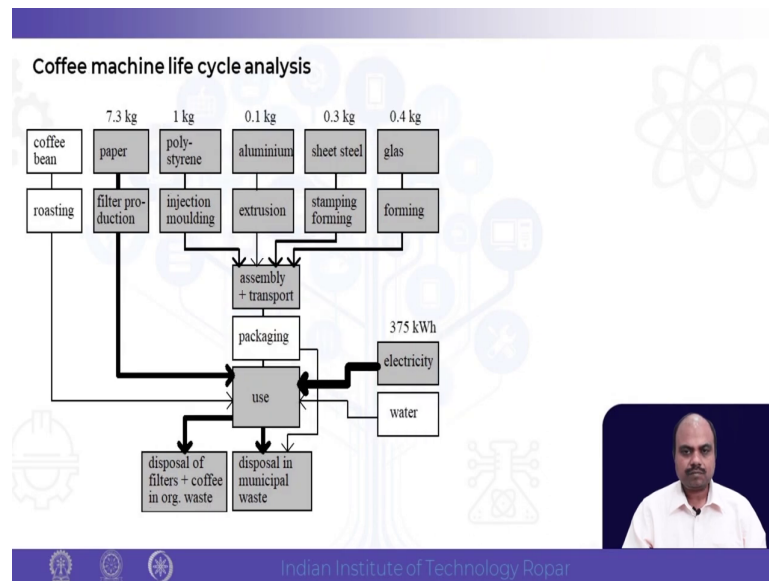 Coffee machine life cycle analysis
7.3 kg
1 kg
0.1 kg
0.3 kg
0.4 kg
coffee
bean
paper
poly-
styrene
aluminium
sheet steel
glas
roasting
filter pro-
duction
injection
moulding
extrusion
stamping
forming
forming
assembly
+ transport
packaging
375 kWh
electricity
use
water
disposal of
filters + coffee
in org. waste
disposal in
municipal
waste
Indian Institute of Technology Ropar